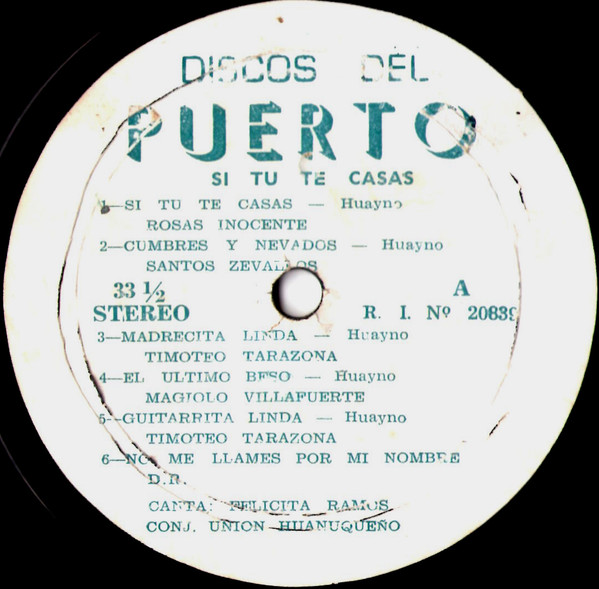 DISCOS DEL
PUERTO
SI TU TE CASAS
1—SI TU TE CASAS — Huayno
ROSAS INOCENTE
2—CUMBRES Y NEVADOS — Huayno
SANTOS ZEVALLOS
33 ½ A
STEREO R. I. Nº 20839
3—MADRECITA LINDA — Huayno
TIMOTEO TARAZONA
4—EL ULTIMO BESO — Huayno
MAGIOLO VILLAFUERTE
5—GUITARRITA LINDA — Huayno
TIMOTEO TARAZONA
6—NO ME LLAMES POR MI NOMBRE
D.R.
CANTA: FELICITA RAMOS
CONJ. UNION HUANUQUEÑO